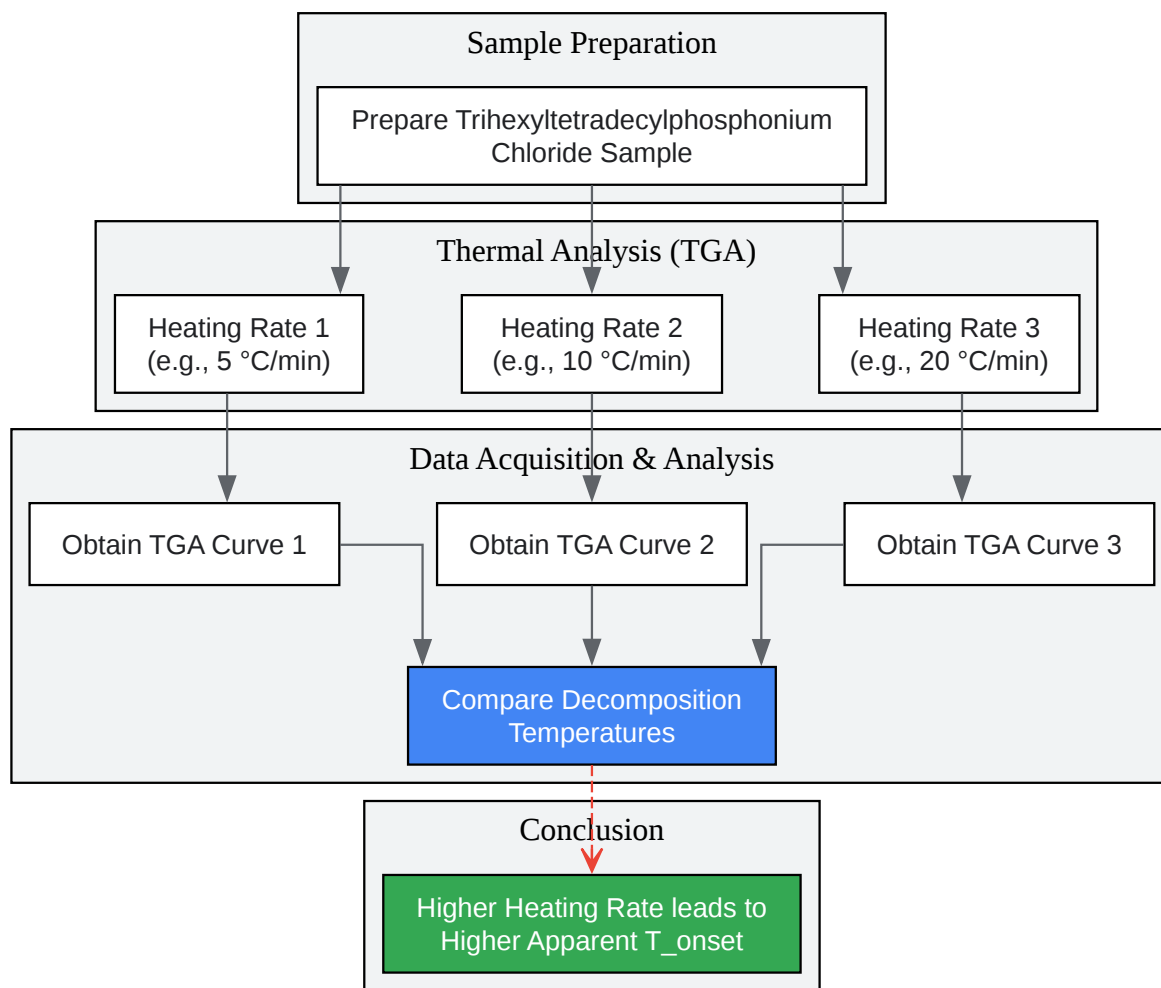 Sample Preparation
Prepare Trihexyltetradecylphosphonium
Chloride Sample
Thermal Analysis (TGA)
Heating Rate 1
(e.g., 5 °C/min)
Heating Rate 2
(e.g., 10 °C/min)
Heating Rate 3
(e.g., 20 °C/min)
Data Acquisition & Analysis
Obtain TGA Curve 1
Obtain TGA Curve 2
Obtain TGA Curve 3
Compare Decomposition
Temperatures
Conclusion
Higher Heating Rate leads to
Higher Apparent T_onset